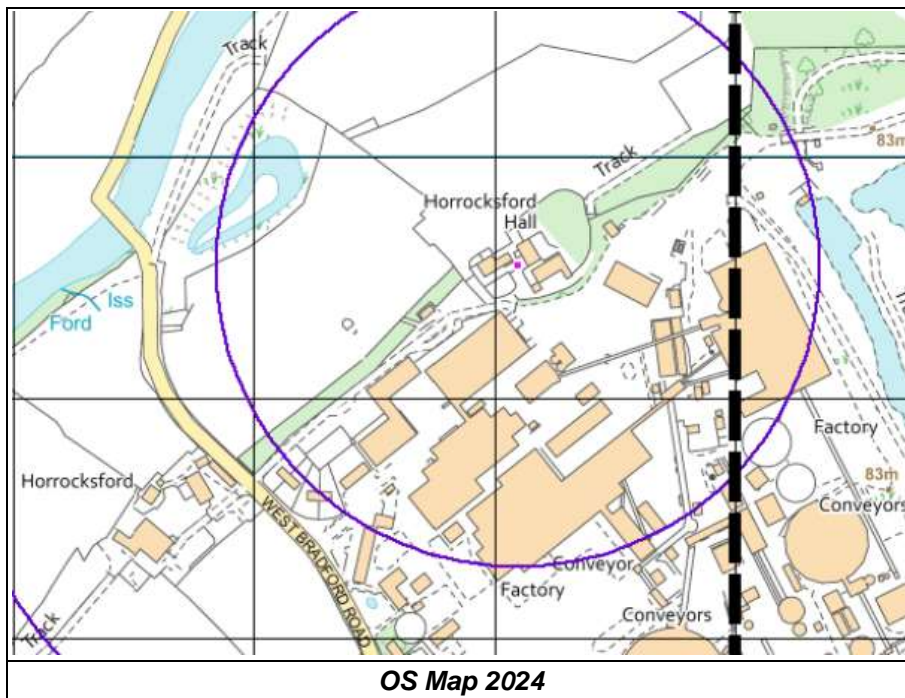 Track
83m
Track
Horrocksford
Hall
Iss
Ford
Factory
Horrocksford
83m
Conveyors
WEST BRADFORD ROAD
Conveyor
Factory
Conveyors
Track
OS Map 2024